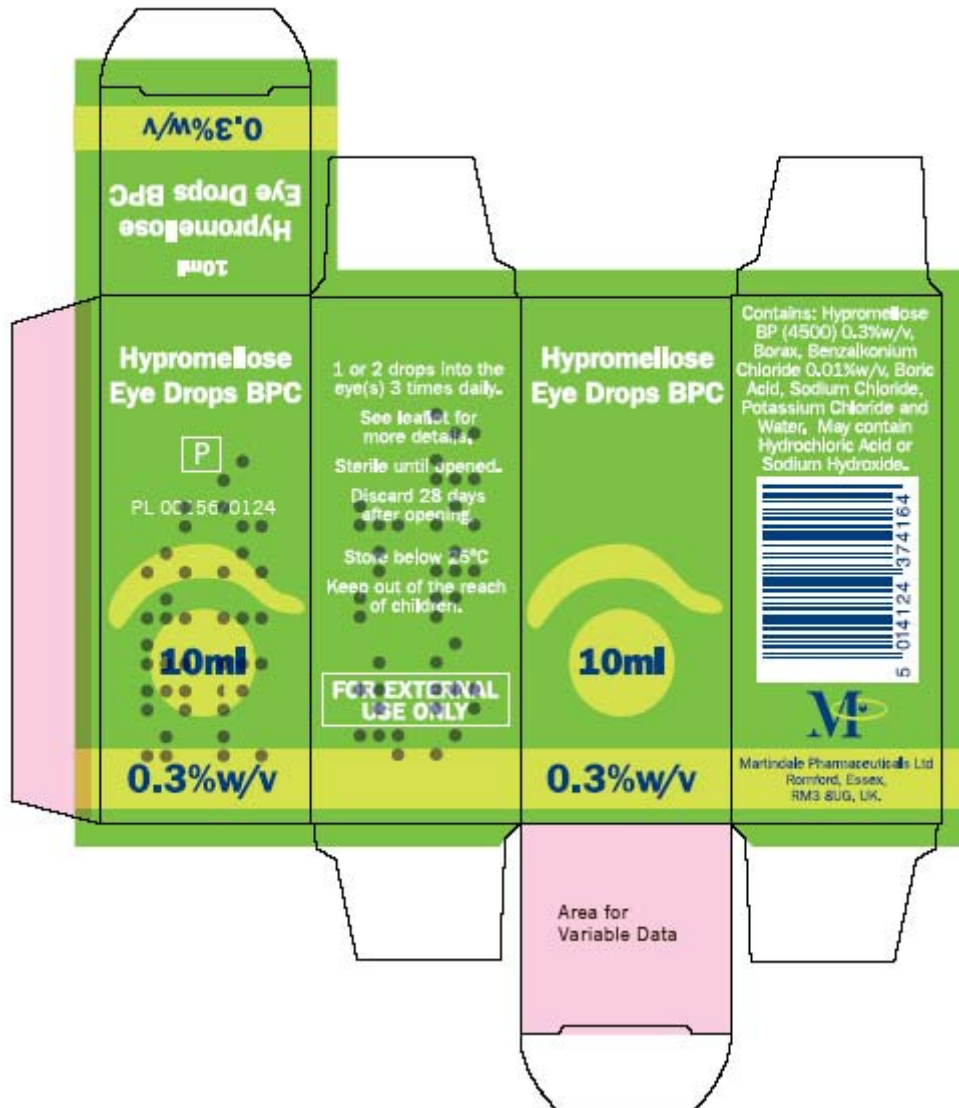 0.3%w/v
Hypromellose
Eye Drops BPC
10ml
Hypromellose
Eye Drops BPC
P
PL 00156/0124
10ml
0.3%w/v
1 or 2 drops into the
eye(s) 3 times daily.
See leaflet for
more details.
Sterile until opened.
Discard 28 days
after opening.
Store below 25°C
Keep out of the reach
of children.
FOR EXTERNAL
USE ONLY
Hypromellose
Eye Drops BPC
10ml
0.3%w/v
Contains: Hypromellose
BP (4500) 0.3%w/v,
Borax, Benzalkonium
Chloride 0.01%w/v, Boric
Acid, Sodium Chloride,
Potassium Chloride and
Water. May contain
Hydrochloric Acid or
Sodium Hydroxide.
5 014124 374164
M
Martindale Pharmaceuticals Ltd
Romford, Essex,
RM3 8UG, UK.
Area for
Variable Data